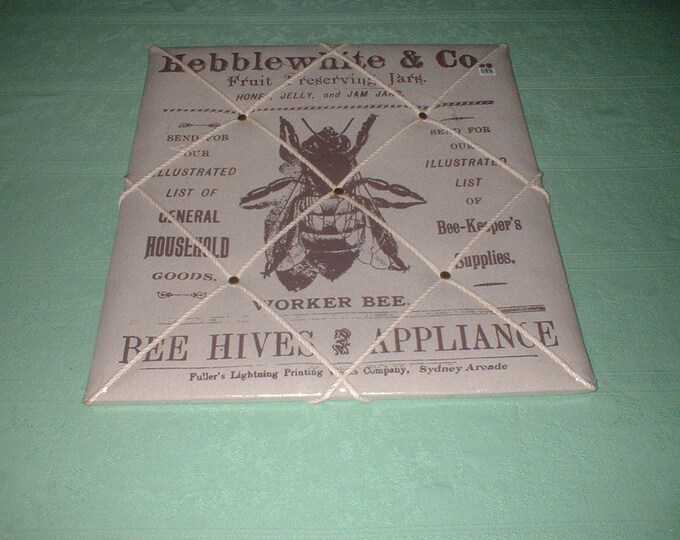 Hebblewhite & Co.,
Fruit Preserving Jars.
HONEY, JELLY, and JAM JARS.
SEND FOR
OUR
ILLUSTRATED
LIST OF
GENERAL
HOUSEHOLD
GOODS.
SEND FOR
OUR
ILLUSTRATED
LIST
OF
Bee-Keeper's
Supplies.
WORKER BEE.
BEE HIVES & APPLIANCE
Fuller's Lightning Printing Works Company, Sydney Arcade